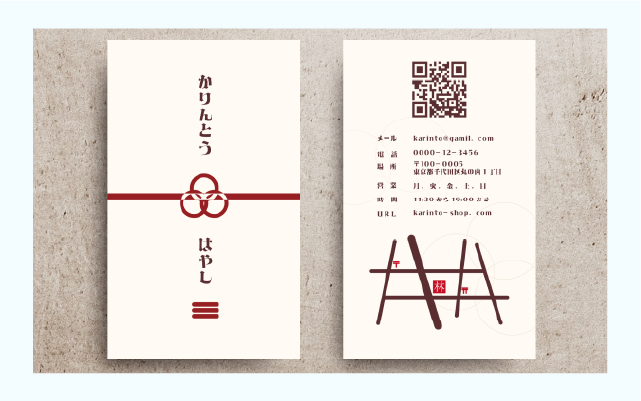 かりんとう
はやし
メール karinto@gamil. com
電話 0000-12-3456
場所 〒100-0005
東京都千代田区丸の内1丁目
営業 月、火、金、土、日
URL karinto-shop. com
林